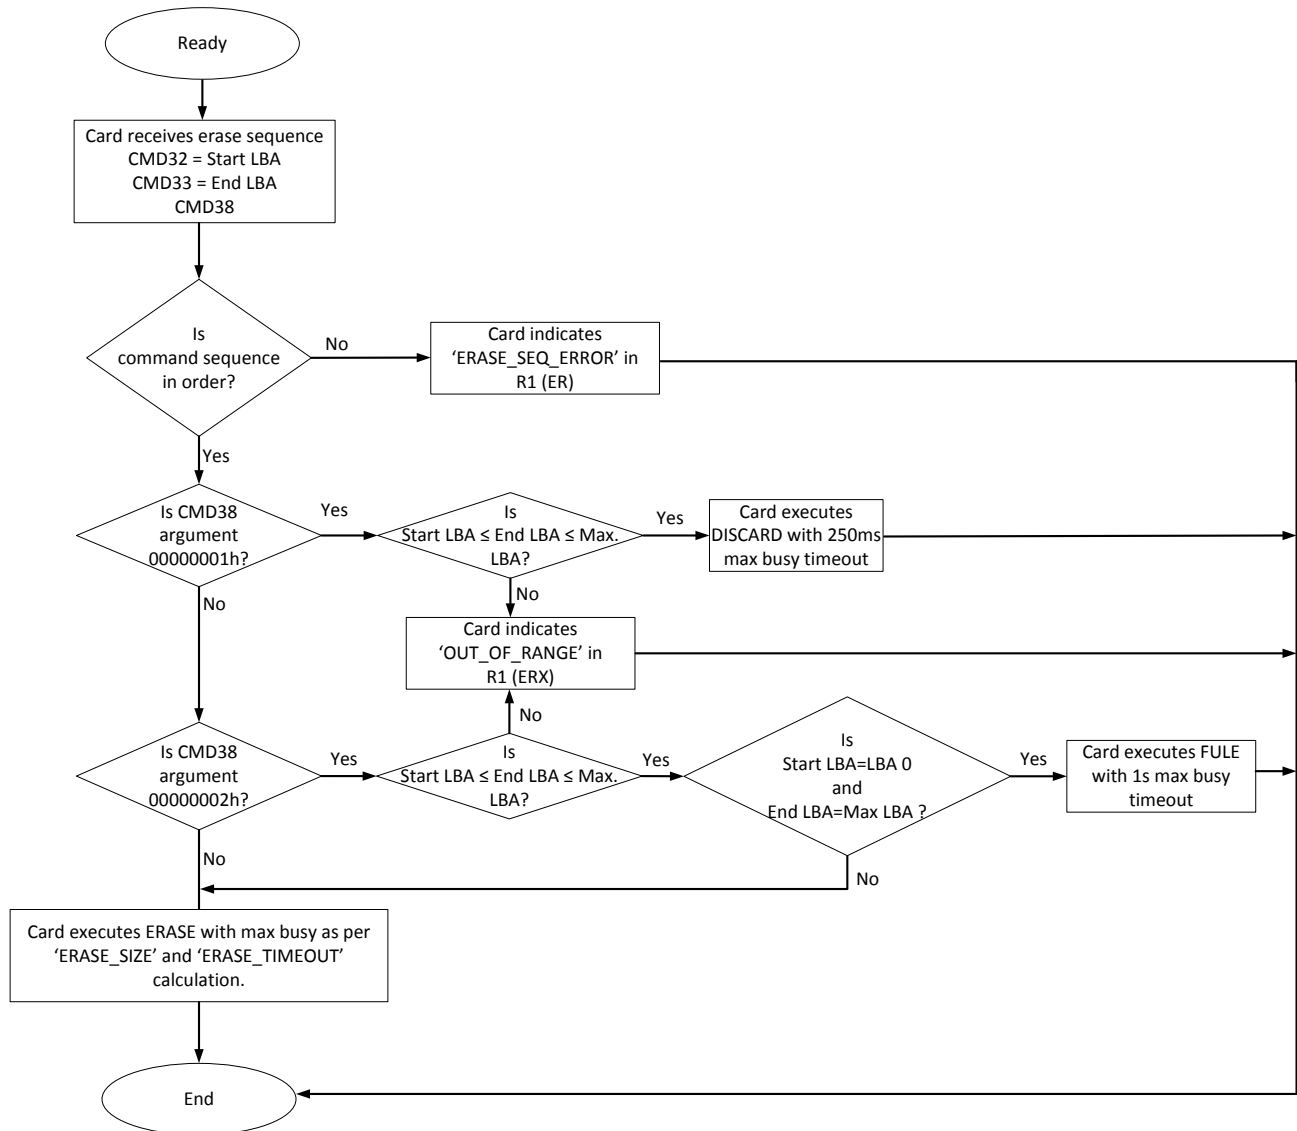 Ready
Card receives erase sequence
CMD32 = Start LBA
CMD33 = End LBA
CMD38
Is
command sequence
in order?
No
Card indicates
‘ERASE_SEQ_ERROR’ in
R1 (ER)
Yes
Is CMD38
argument
00000001h?
Yes
Is
Start LBA ≤ End LBA ≤ Max.
LBA?
Yes
Card executes
DISCARD with 250ms
max busy timeout
No
No
Card indicates
‘OUT_OF_RANGE’ in
R1 (ERX)
No
Is CMD38
argument
00000002h?
Yes
Is
Start LBA ≤ End LBA ≤ Max.
LBA?
Yes
Is
Start LBA=LBA 0
and
End LBA=Max LBA ?
Yes
Card executes FULE
with 1s max busy
timeout
No
No
Card executes ERASE with max busy as per
‘ERASE_SIZE’ and ‘ERASE_TIMEOUT’
calculation.
End